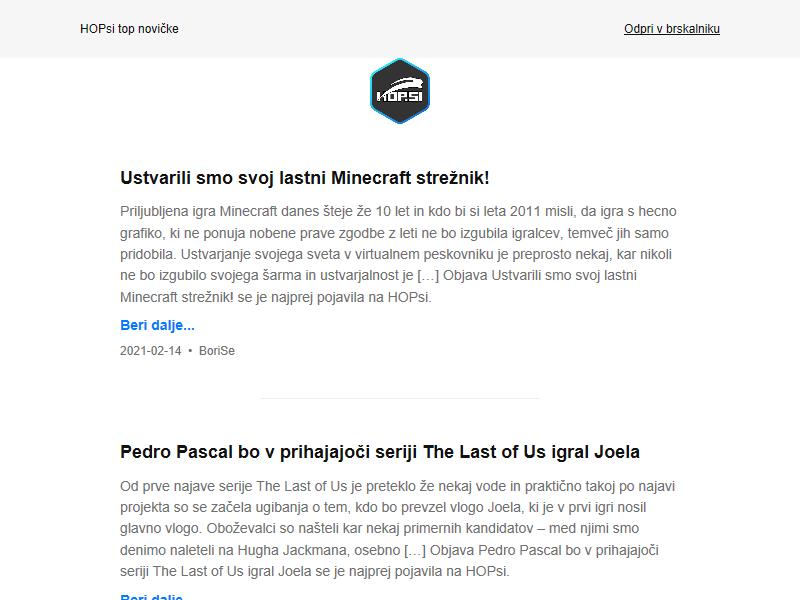 HOPsi top novičke
Odpri v brskalniku
HOPSI
Ustvarili smo svoj lastni Minecraft strežnik!
Priljubljena igra Minecraft danes šteje že 10 let in kdo bi si leta 2011 misli, da igra s hecno
grafiko, ki ne ponuja nobene prave zgodbe z leti ne bo izgubila igralcev, temveč jih samo
pridobila. Ustvarjanje svojega sveta v virtualnem peskovniku je preprosto nekaj, kar nikoli
ne bo izgubilo svojega šarma in ustvarjalnost je […] Objava Ustvarili smo svoj lastni
Minecraft strežnik! se je najprej pojavila na HOPsi.
Beri dalje...
2021-02-14 • BoriSe
Pedro Pascal bo v prihajajoči seriji The Last of Us igral Joela
Od prve najave serije The Last of Us je preteklo že nekaj vode in praktično takoj po najavi
projekta so se začela ugibanja o tem, kdo bo prevzel vlogo Joela, ki je v prvi igri nosil
glavno vlogo. Oboževalci so našteli kar nekaj primernih kandidatov – med njimi smo
denimo naleteli na Hugha Jackmana, osebno […] Objava Pedro Pascal bo v prihajajoči
seriji The Last of Us igral Joela se je najprej pojavila na HOPsi.
Beri dalje...